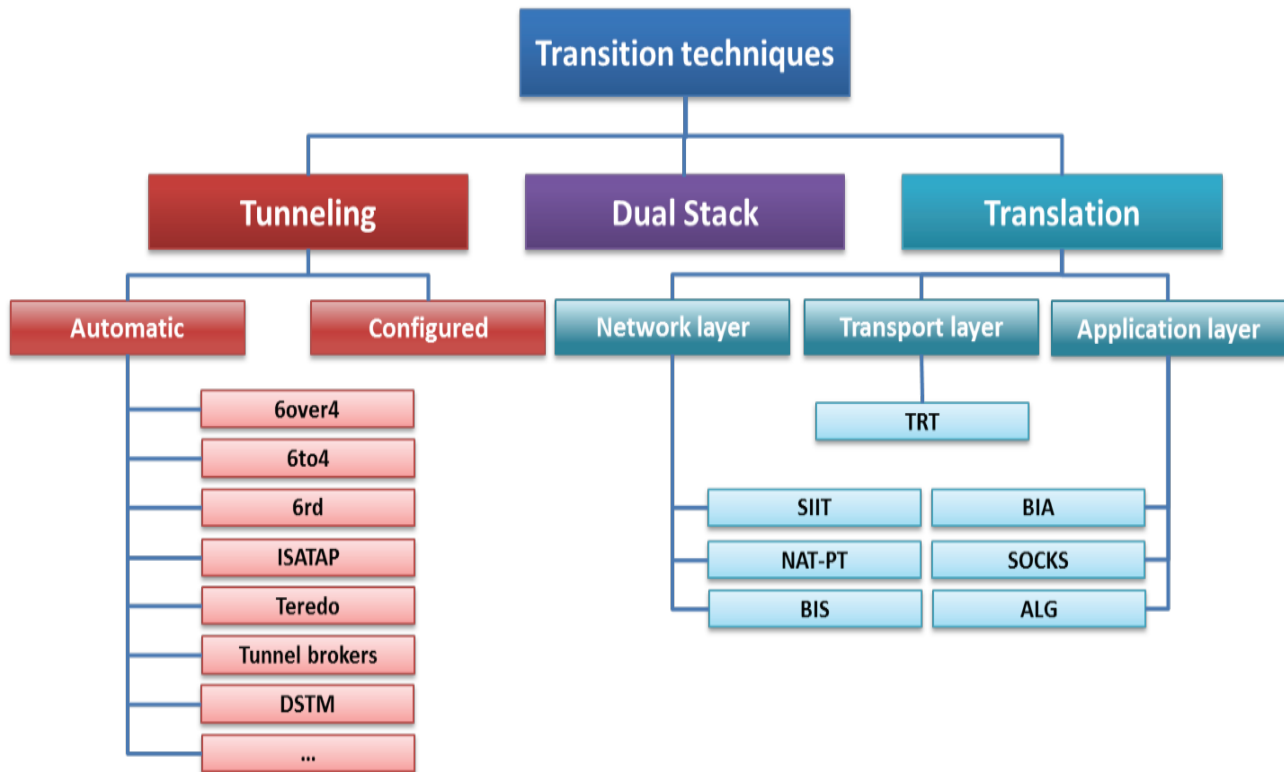 Transition techniques
Tunneling
Dual Stack
Translation
Automatic
Configured
Network layer
Transport layer
Application layer
6over4
6to4
6rd
ISATAP
Teredo
Tunnel brokers
DSTM
...
TRT
SIIT
BIA
NAT-PT
SOCKS
BIS
ALG